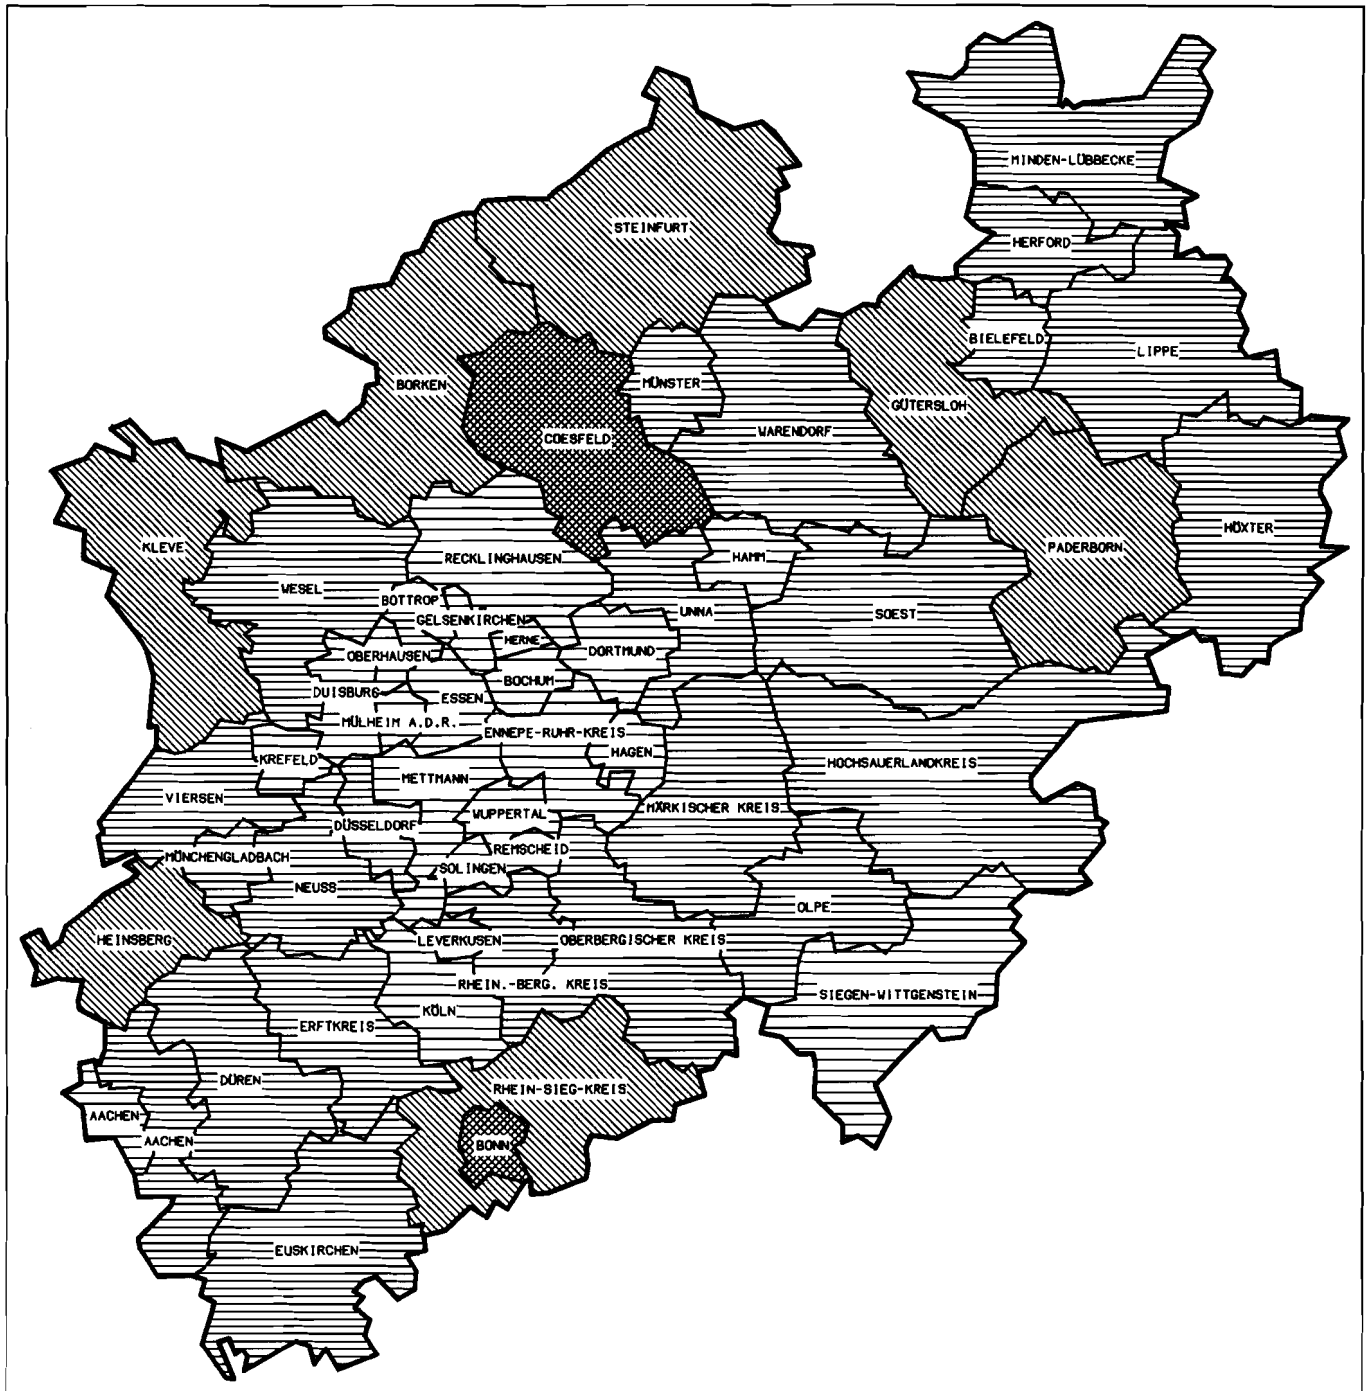 MINDEN-LÜBBECKE
STEINFURT
HERFORD
BIELEFELD
LIPPE
BORKEN
MÜNSTER
GÜTERSLOH
COESFELD
WARENDORF
HÖXTER
KLEVE
PADERBORN
RECKLINGHAUSEN
HAMM
WESEL
BOTTROP
UNNA
SOEST
GELSENKIRCHEN
HERNE
OBERHAUSEN
DORTMUND
BOCHUM
DUISBURG
ESSEN
MÜLHEIM A.D.R.
ENNEPE-RUHR-KREIS
HAGEN
KREFELD
HOCHSAUERLANDKREIS
METTMANN
VIERSEN
WUPPERTAL
MÄRKISCHER KREIS
DÜSSELDORF
REMSCHEID
MÖNCHENGLADBACH
SOLINGEN
NEUSS
OLPE
HEINSBERG
LEVERKUSEN
OBERBERGISCHER KREIS
RHEIN.-BERG. KREIS
SIEGEN-WITTGENSTEIN
KÖLN
ERFTKREIS
DÜREN
RHEIN-SIEG-KREIS
AACHEN
AACHEN
BONN
EUSKIRCHEN